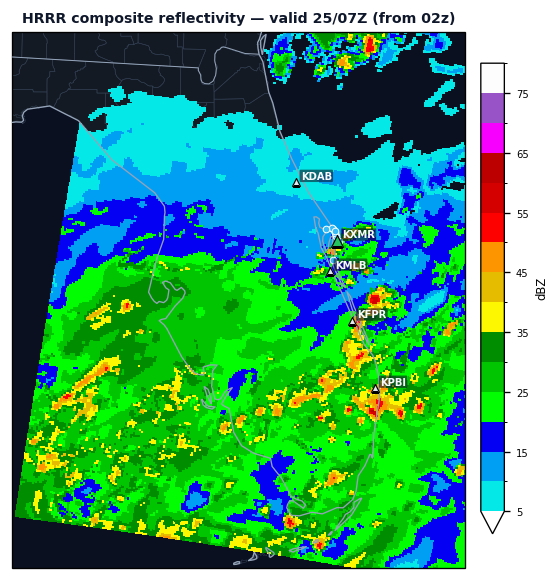 HRRR composite reflectivity — valid 25/07Z (from 02z)
KDAB
KXMR
KMLB
KFPR
KPBI
75
65
55
45
35
25
15
5
dBZ